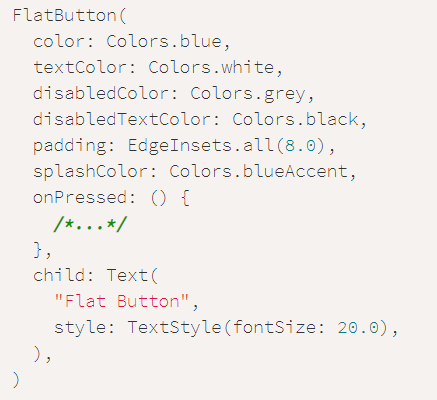 FlatButton(
  color: Colors.blue,
  textColor: Colors.white,
  disabledColor: Colors.grey,
  disabledTextColor: Colors.black,
  padding: EdgeInsets.all(8.0),
  splashColor: Colors.blueAccent,
  onPressed: () {
    /*...*/
  },
  child: Text(
    "Flat Button",
    style: TextStyle(fontSize: 20.0),
  ),
)